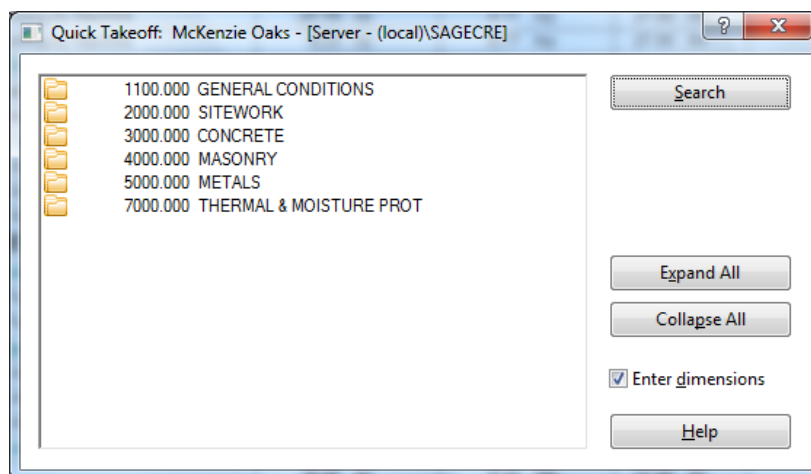 Quick Takeoff: McKenzie Oaks - [Server - (local)\SAGECRE]
1100.000 GENERAL CONDITIONS
2000.000 SITEWORK
3000.000 CONCRETE
4000.000 MASONRY
5000.000 METALS
7000.000 THERMAL & MOISTURE PROT
Search
Expand All
Collapse All
Enter dimensions
Help